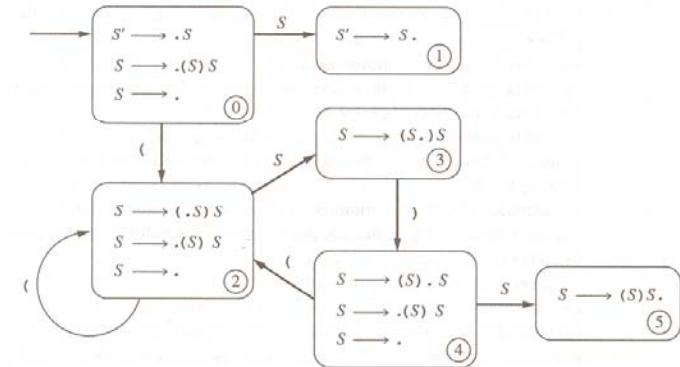 S' ⟶ .S
S ⟶ .(S)S
S ⟶ .
0
S
S' ⟶ S.
1
(
S
S ⟶ (S.)S
3
S ⟶ (.S)S
S ⟶ .(S) S
S ⟶ .
2
(
)
(
S ⟶ (S).S
S ⟶ .(S) S
S ⟶ .
4
S
S ⟶ (S)S.
5